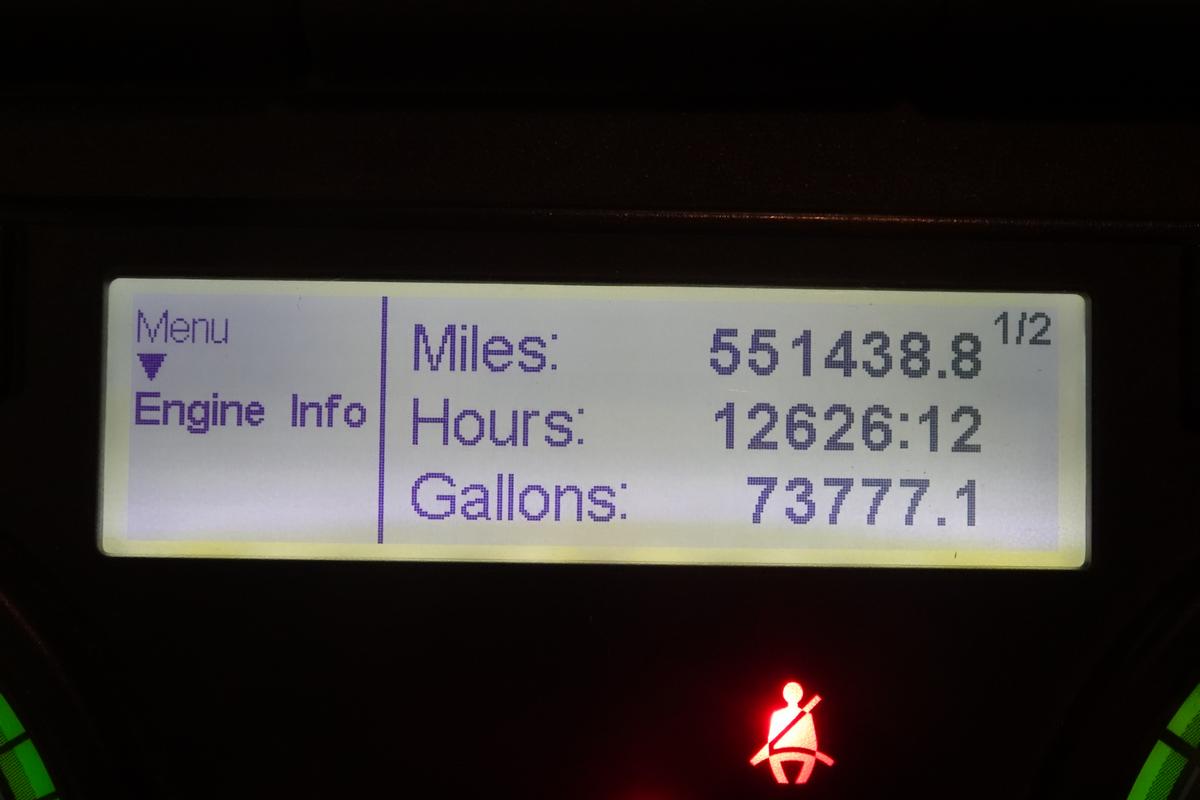 Menu
Engine Info
Miles: 551438.8 1/2
Hours: 12626:12
Gallons: 73777.1